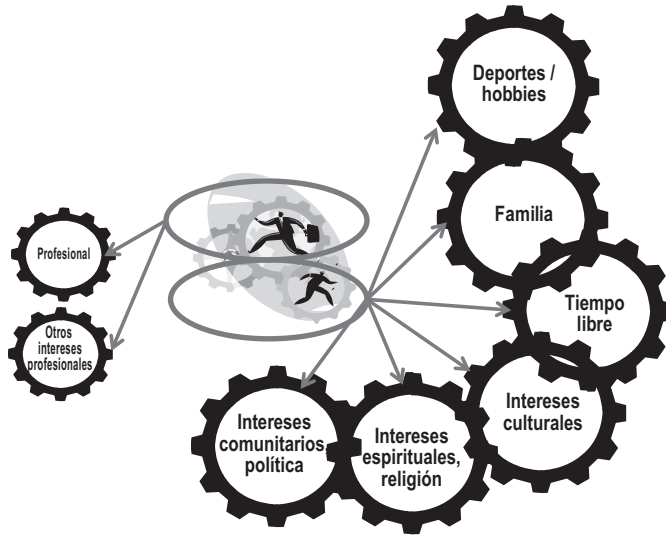 Deportes /
hobbies
Familia
Tiempo
libre
Intereses
culturales
Intereses
espirituales,
religión
Intereses
comunitarios,
política
Profesional
Otros
intereses
profesionales